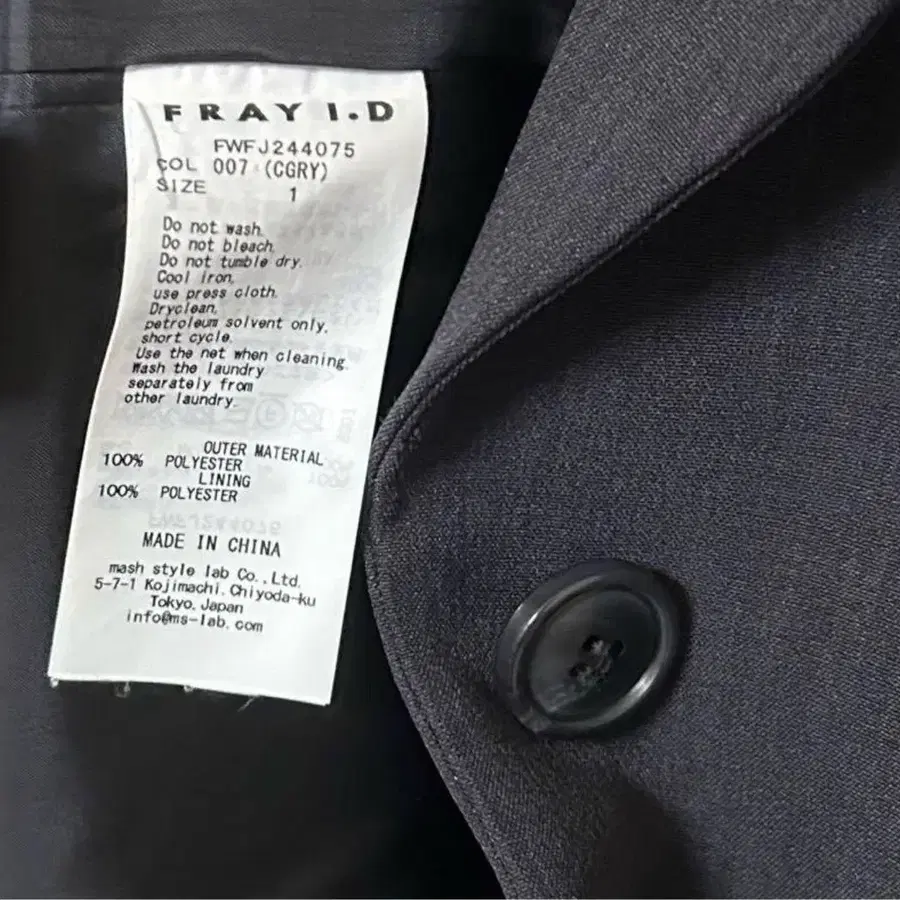 FRAY I.D
FWFJ244075
COL 007 (CGRY)
SIZE 1
Do not wash.
Do not bleach.
Do not tumble dry.
Cool iron,
use press cloth.
Dryclean,
petroleum solvent only,
short cycle.
Use the net when cleaning.
Wash the laundry
separately from
other laundry.
OUTER MATERIAL
100% POLYESTER
LINING
100% POLYESTER
MADE IN CHINA
mash style lab Co.,Ltd.
5-7-1 Kojimachi, Chiyoda-ku
Tokyo, Japan
info@ms-lab.com